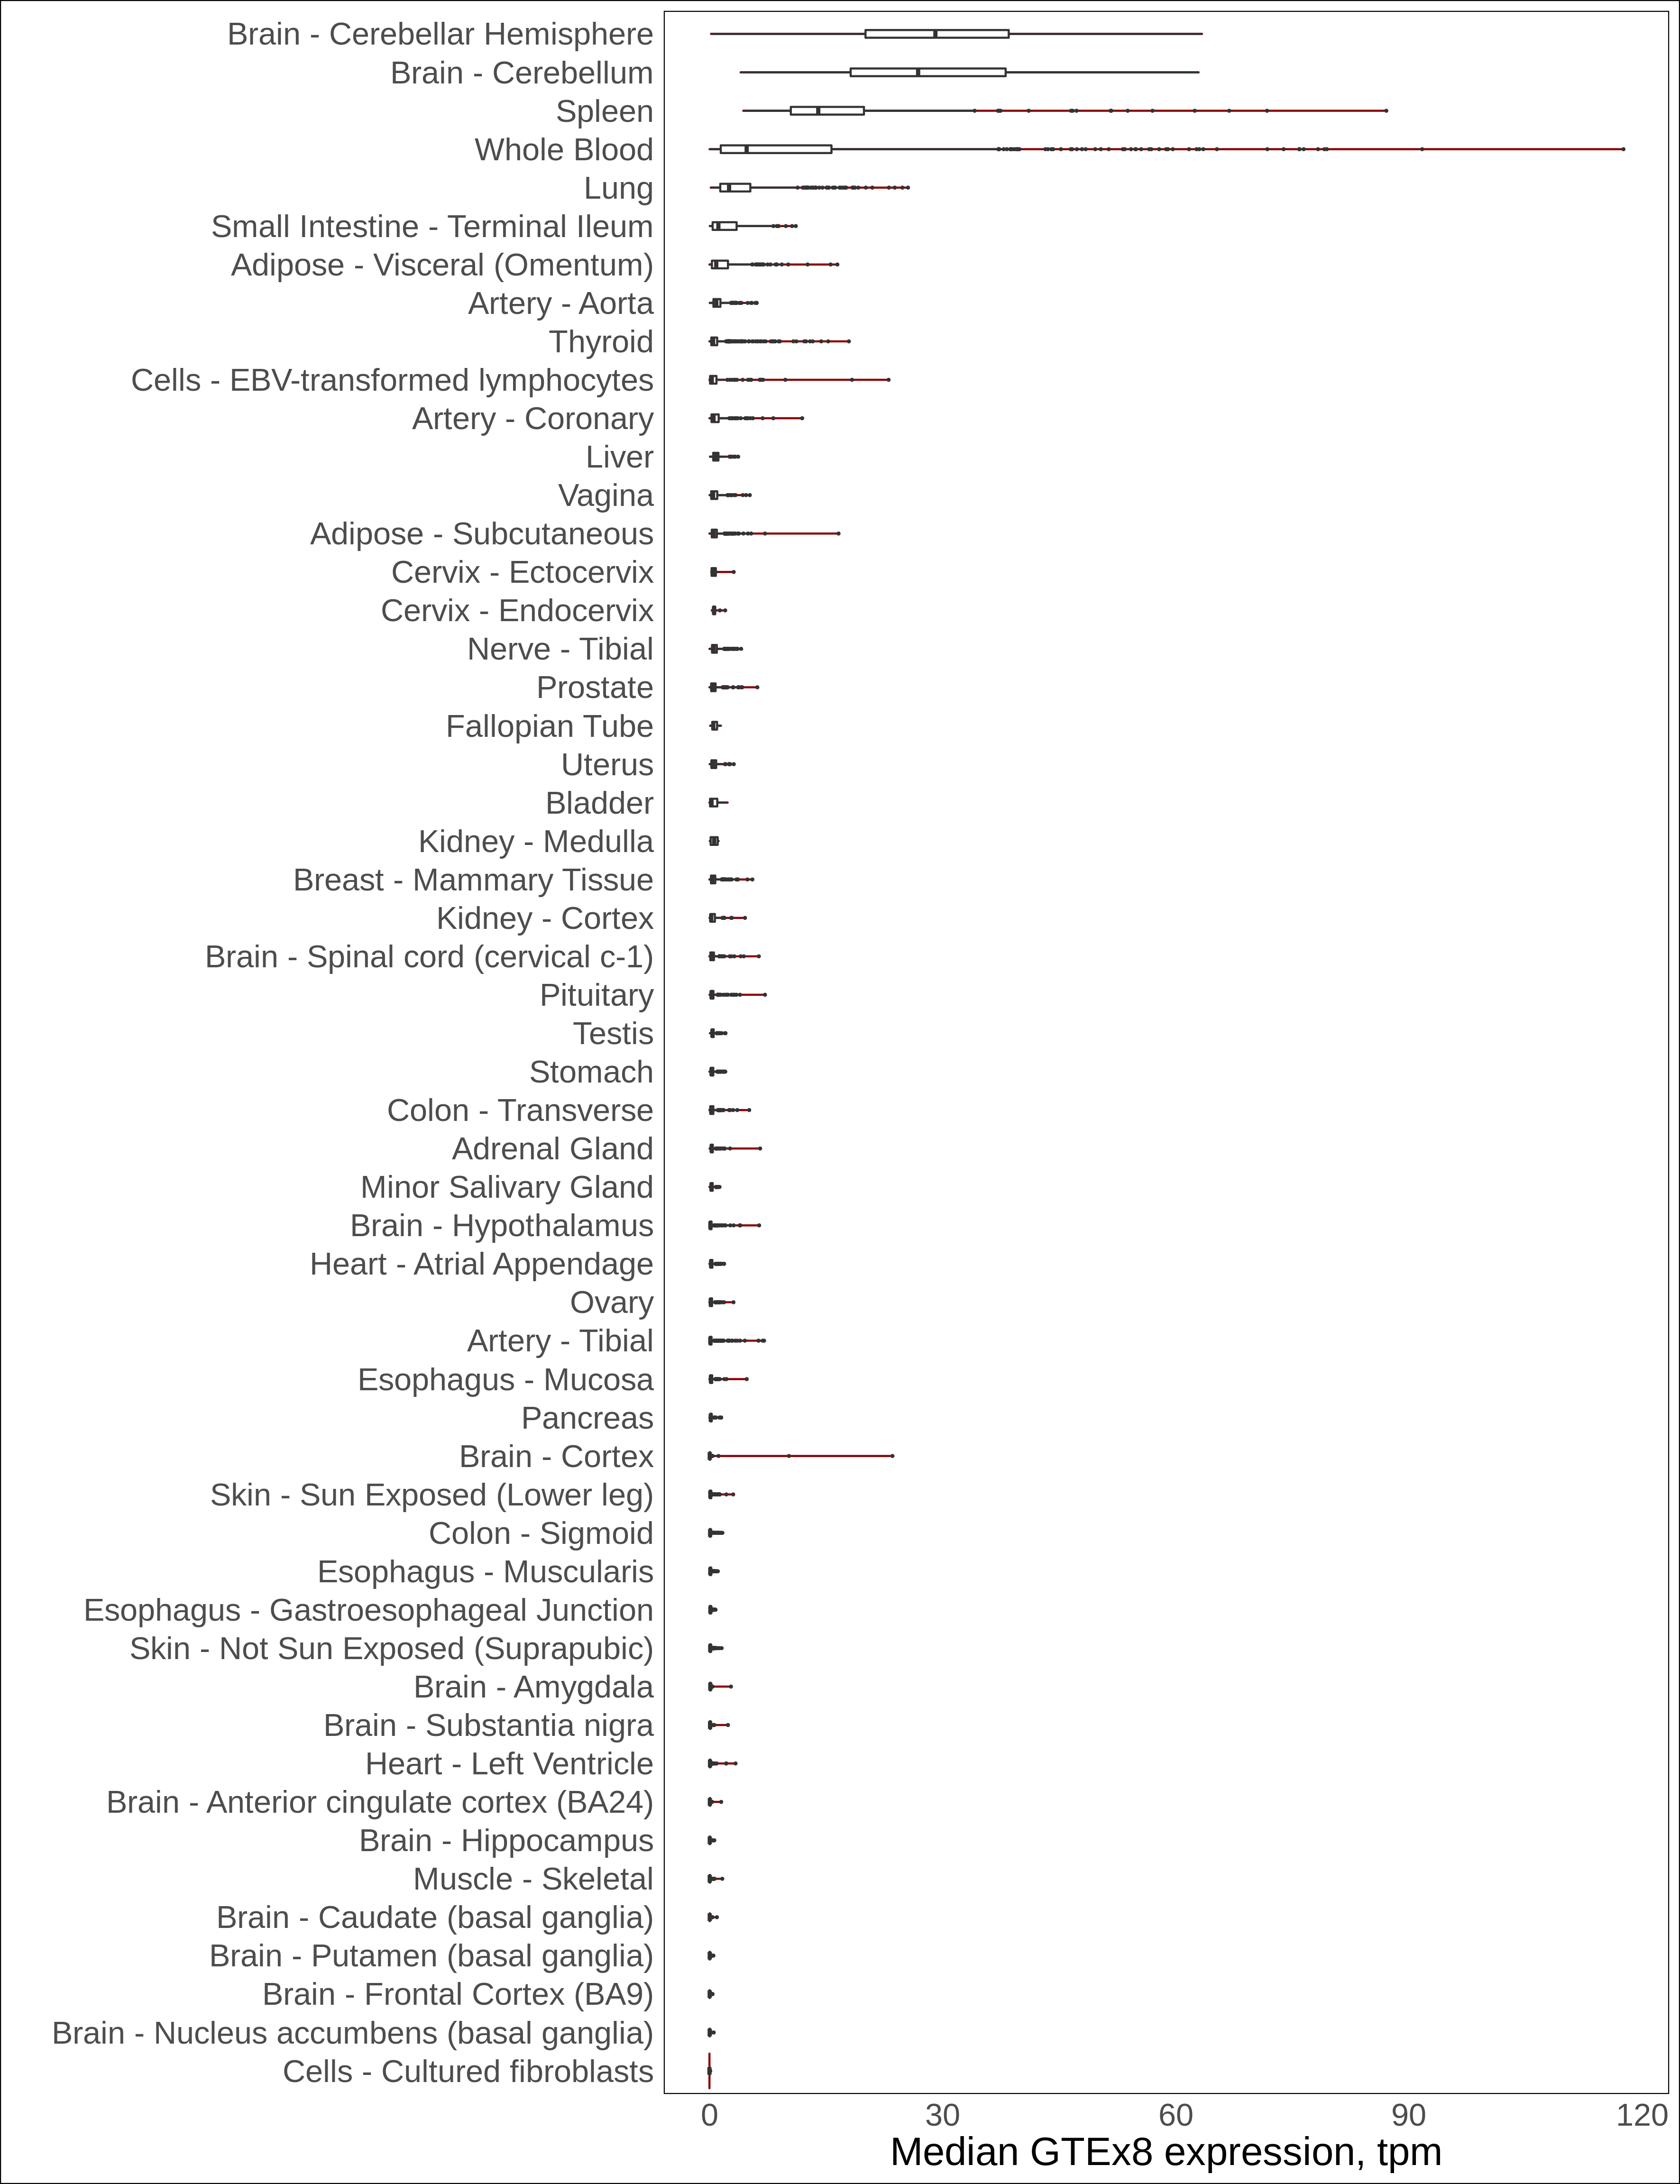 Brain - Cerebellar Hemisphere
Brain - Cerebellum
Spleen
Whole Blood
Lung
Small Intestine - Terminal Ileum
Adipose - Visceral (Omentum)
Artery - Aorta
Thyroid
Cells - EBV-transformed lymphocytes
Artery - Coronary
Liver
Vagina
Adipose - Subcutaneous
Cervix - Ectocervix
Cervix - Endocervix
Nerve - Tibial
Prostate
Fallopian Tube
Uterus
Bladder
Kidney - Medulla
Breast - Mammary Tissue
Kidney - Cortex
Brain - Spinal cord (cervical c-1)
Pituitary
Testis
Stomach
Colon - Transverse
Adrenal Gland
Minor Salivary Gland
Brain - Hypothalamus
Heart - Atrial Appendage
Ovary
Artery - Tibial
Esophagus - Mucosa
Pancreas
Brain - Cortex
Skin - Sun Exposed (Lower leg)
Colon - Sigmoid
Esophagus - Muscularis
Esophagus - Gastroesophageal Junction
Skin - Not Sun Exposed (Suprapubic)
Brain - Amygdala
Brain - Substantia nigra
Heart - Left Ventricle
Brain - Anterior cingulate cortex (BA24)
Brain - Hippocampus
Muscle - Skeletal
Brain - Caudate (basal ganglia)
Brain - Putamen (basal ganglia)
Brain - Frontal Cortex (BA9)
Brain - Nucleus accumbens (basal ganglia)
Cells - Cultured fibroblasts
0 30 60 90 120
Median GTEx8 expression, tpm